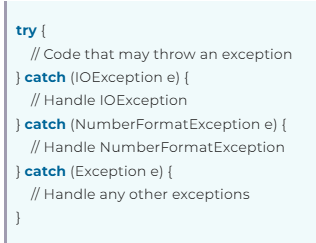 try {
// Code that may throw an exception
} catch (IOException e) {
// Handle IOException
} catch (NumberFormatException e) {
// Handle NumberFormatException
} catch (Exception e) {
// Handle any other exceptions
}